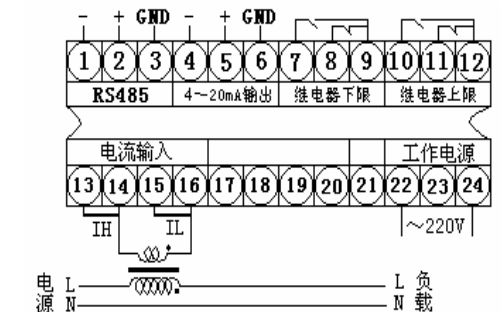 − + GND − + GND
1 2 3 4 5 6 7 8 9 10 11 12
RS485 4～20mA输出 继电器下限 继电器上限
电流输入 工作电源
13 14 15 16 17 18 19 20 21 22 23 24
IH IL ～220V
电源 L L 负载
N N